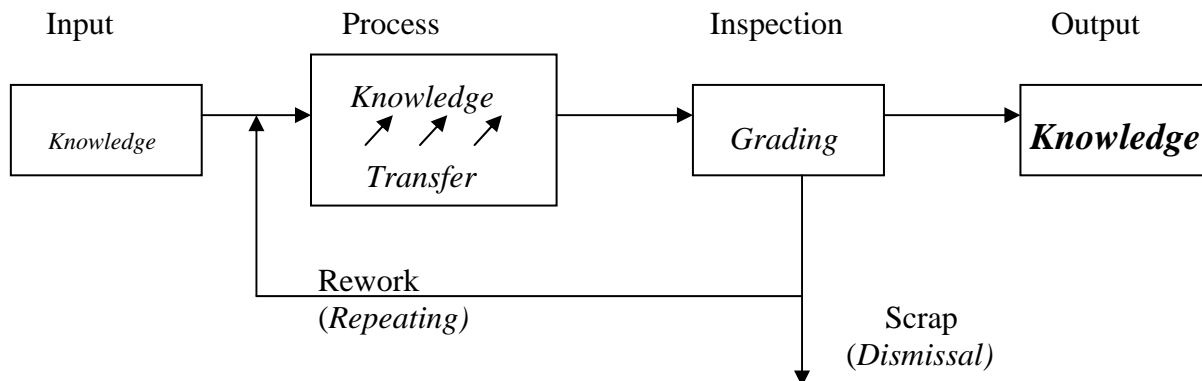 Input Process Inspection Output
Knowledge
Knowledge
Transfer
Grading
Knowledge
Rework
(Repeating)
Scrap
(Dismissal)